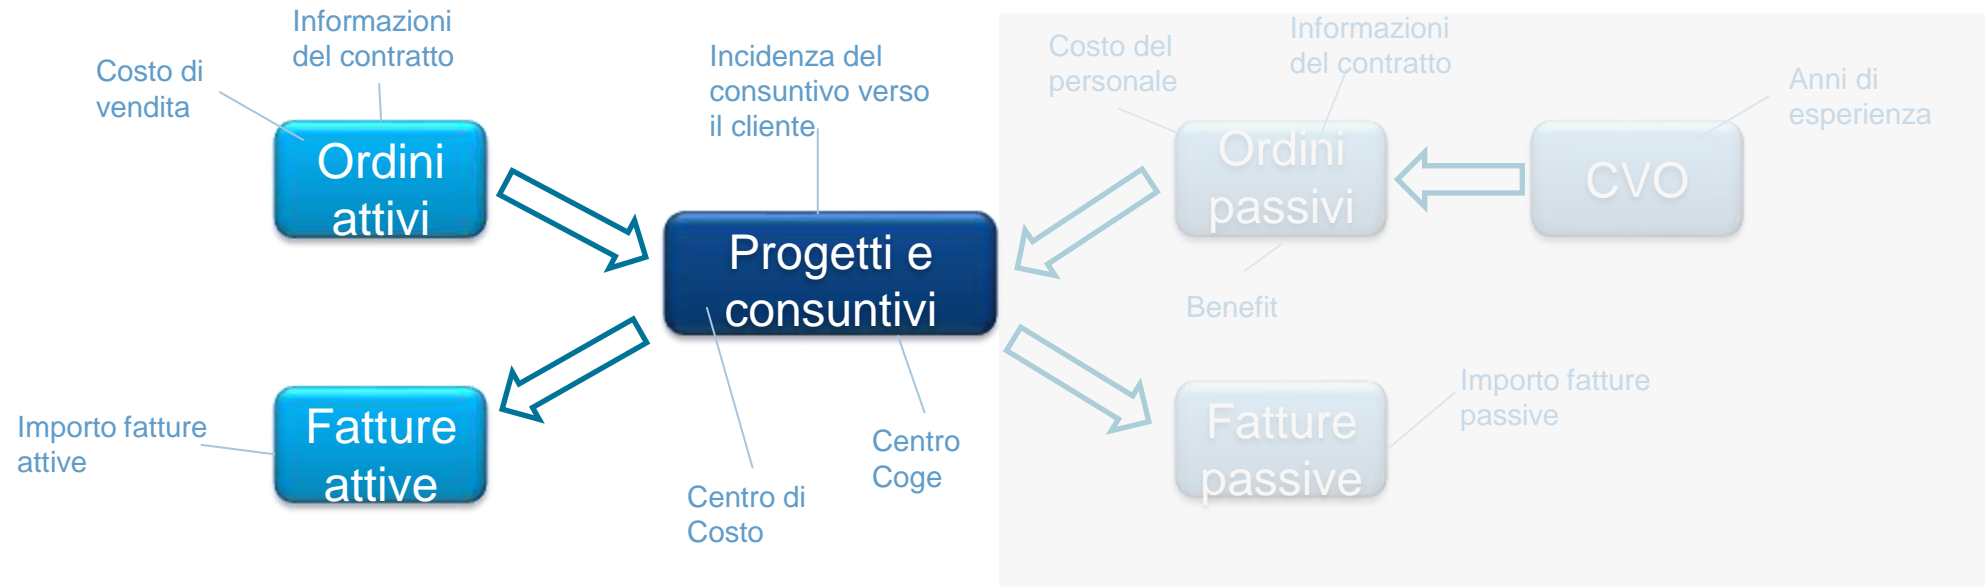 Informazioni
del contratto
Costo di
vendita
Ordini
attivi
Incidenza del
consuntivo verso
il cliente
Progetti e
consuntivi
Importo fatture
attive
Fatture
attive
Centro di
Costo
Centro
Coge
Costo del
personale
Informazioni
del contratto
Anni di
esperienza
Ordini
passivi
CVO
Benefit
Fatture
passive
Importo fatture
passive